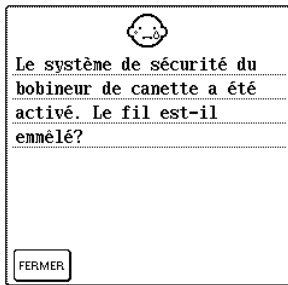 Le système de sécurité du
bobineur de canette a été
activé. Le fil est-il
emmêlé?
FERMER